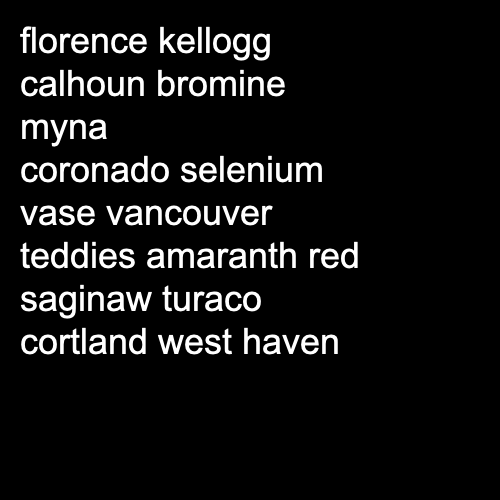 florence kellogg
calhoun bromine
myna
coronado selenium
vase vancouver
teddies amaranth red
saginaw turaco
cortland west haven